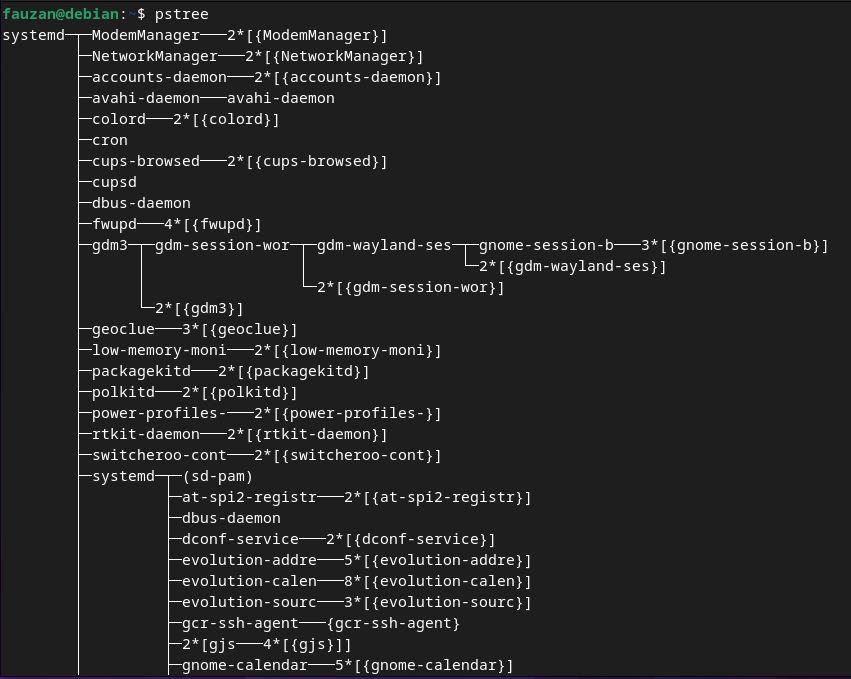 fauzan@debian:~$ pstree
systemd─┬─ModemManager───2*[{ModemManager}]
        ├─NetworkManager───2*[{NetworkManager}]
        ├─accounts-daemon───2*[{accounts-daemon}]
        ├─avahi-daemon───avahi-daemon
        ├─colord───2*[{colord}]
        ├─cron
        ├─cups-browsed───2*[{cups-browsed}]
        ├─cupsd
        ├─dbus-daemon
        ├─fwupd───4*[{fwupd}]
        ├─gdm3─┬─gdm-session-wor─┬─gdm-wayland-ses─┬─gnome-session-b───3*[{gnome-session-b}]
        │      │                 │                 └─2*[{gdm-wayland-ses}]
        │      │                 └─2*[{gdm-session-wor}]
        │      └─2*[{gdm3}]
        ├─geoclue───3*[{geoclue}]
        ├─low-memory-moni───2*[{low-memory-moni}]
        ├─packagekitd───2*[{packagekitd}]
        ├─polkitd───2*[{polkitd}]
        ├─power-profiles-───2*[{power-profiles-}]
        ├─rtkit-daemon───2*[{rtkit-daemon}]
        ├─switcheroo-cont───2*[{switcheroo-cont}]
        ├─systemd─┬─(sd-pam)
        │         ├─at-spi2-registr───2*[{at-spi2-registr}]
        │         ├─dbus-daemon
        │         ├─dconf-service───2*[{dconf-service}]
        │         ├─evolution-addre───5*[{evolution-addre}]
        │         ├─evolution-calen───8*[{evolution-calen}]
        │         ├─evolution-sourc───3*[{evolution-sourc}]
        │         ├─gcr-ssh-agent───{gcr-ssh-agent}
        │         ├─2*[gjs───4*[{gjs}]]
        │         ├─gnome-calendar───5*[{gnome-calendar}]